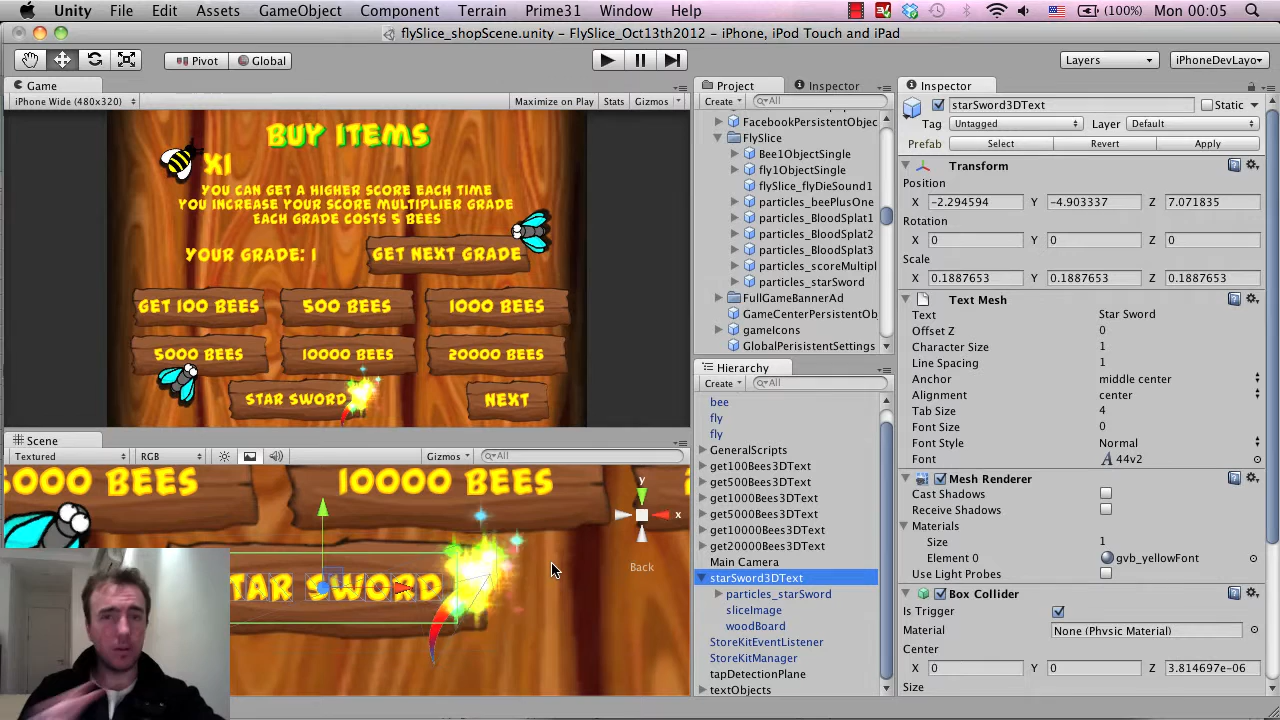 Unity File Edit Assets GameObject Component Terrain Prime31 Window Help (100%) Mon 00:05
flySlice_shopScene.unity - FlySlice_Oct13th2012 - iPhone, iPod Touch and iPad
Pivot Global Layers iPhoneDevLayo
Game
iPhone Wide (480x320) Maximize on Play Stats Gizmos
BUY ITEMS
X1
YOU CAN GET A HIGHER SCORE EACH TIME
YOU INCREASE YOUR SCORE MULTIPLIER GRADE
EACH GRADE COSTS 5 BEES
YOUR GRADE: 1 GET NEXT GRADE
GET 100 BEES 500 BEES 1000 BEES
5000 BEES 10000 BEES 20000 BEES
STAR SWORD NEXT
Scene
Textured RGB Gizmos All
5000 BEES 10000 BEES
TAR SWORD
y
x
Back
Project Inspector
Create All
FacebookPersistentObjec
FlySlice
Bee1ObjectSingle
fly1ObjectSingle
flySlice_flyDieSound1
particles_beePlusOne
particles_BloodSplat1
particles_BloodSplat2
particles_BloodSplat3
particles_scoreMultipl
particles_starSword
FullGameBannerAd
GameCenterPersistentOb
gameIcons
GlobalPerisistentSettings
Hierarchy
Create All
bee
fly
fly
GeneralScripts
get100Bees3DText
get500Bees3DText
get1000Bees3DText
get5000Bees3DText
get10000Bees3DText
get20000Bees3DText
Main Camera
starSword3DText
particles_starSword
sliceImage
woodBoard
StoreKitEventListener
StoreKitManager
tapDetectionPlane
textObjects
Inspector
starSword3DText Static
Tag Untagged Layer Default
Prefab Select Revert Apply
Transform
Position
X -2.294594 Y -4.903337 Z 7.071835
Rotation
X 0 Y 0 Z 0
Scale
X 0.1887653 Y 0.1887653 Z 0.1887653
Text Mesh
Text Star Sword
Offset Z 0
Character Size 1
Line Spacing 1
Anchor middle center
Alignment center
Tab Size 4
Font Size 0
Font Style Normal
Font 44v2
Mesh Renderer
Cast Shadows
Receive Shadows
Materials
Size 1
Element 0 gvb_yellowFont
Use Light Probes
Box Collider
Is Trigger
Material None (Physic Material)
Center
X 0 Y 0 Z 3.814697e-06
Size